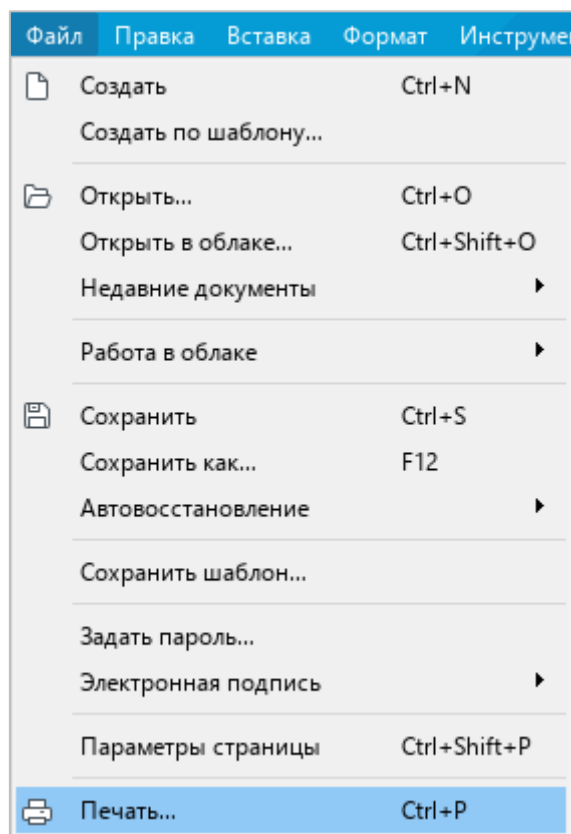 Файл Правка Вставка Формат
Создать Ctrl+N
Создать по шаблону...
Открыть... Ctrl+O
Открыть в облаке... Ctrl+Shift+O
Недавние документы
Работа в облаке
Сохранить Ctrl+S
Сохранить как... F12
Автовосстановление
Сохранить шаблон...
Задать пароль...
Электронная подпись
Параметры страницы Ctrl+Shift+P
Печать... Ctrl+P